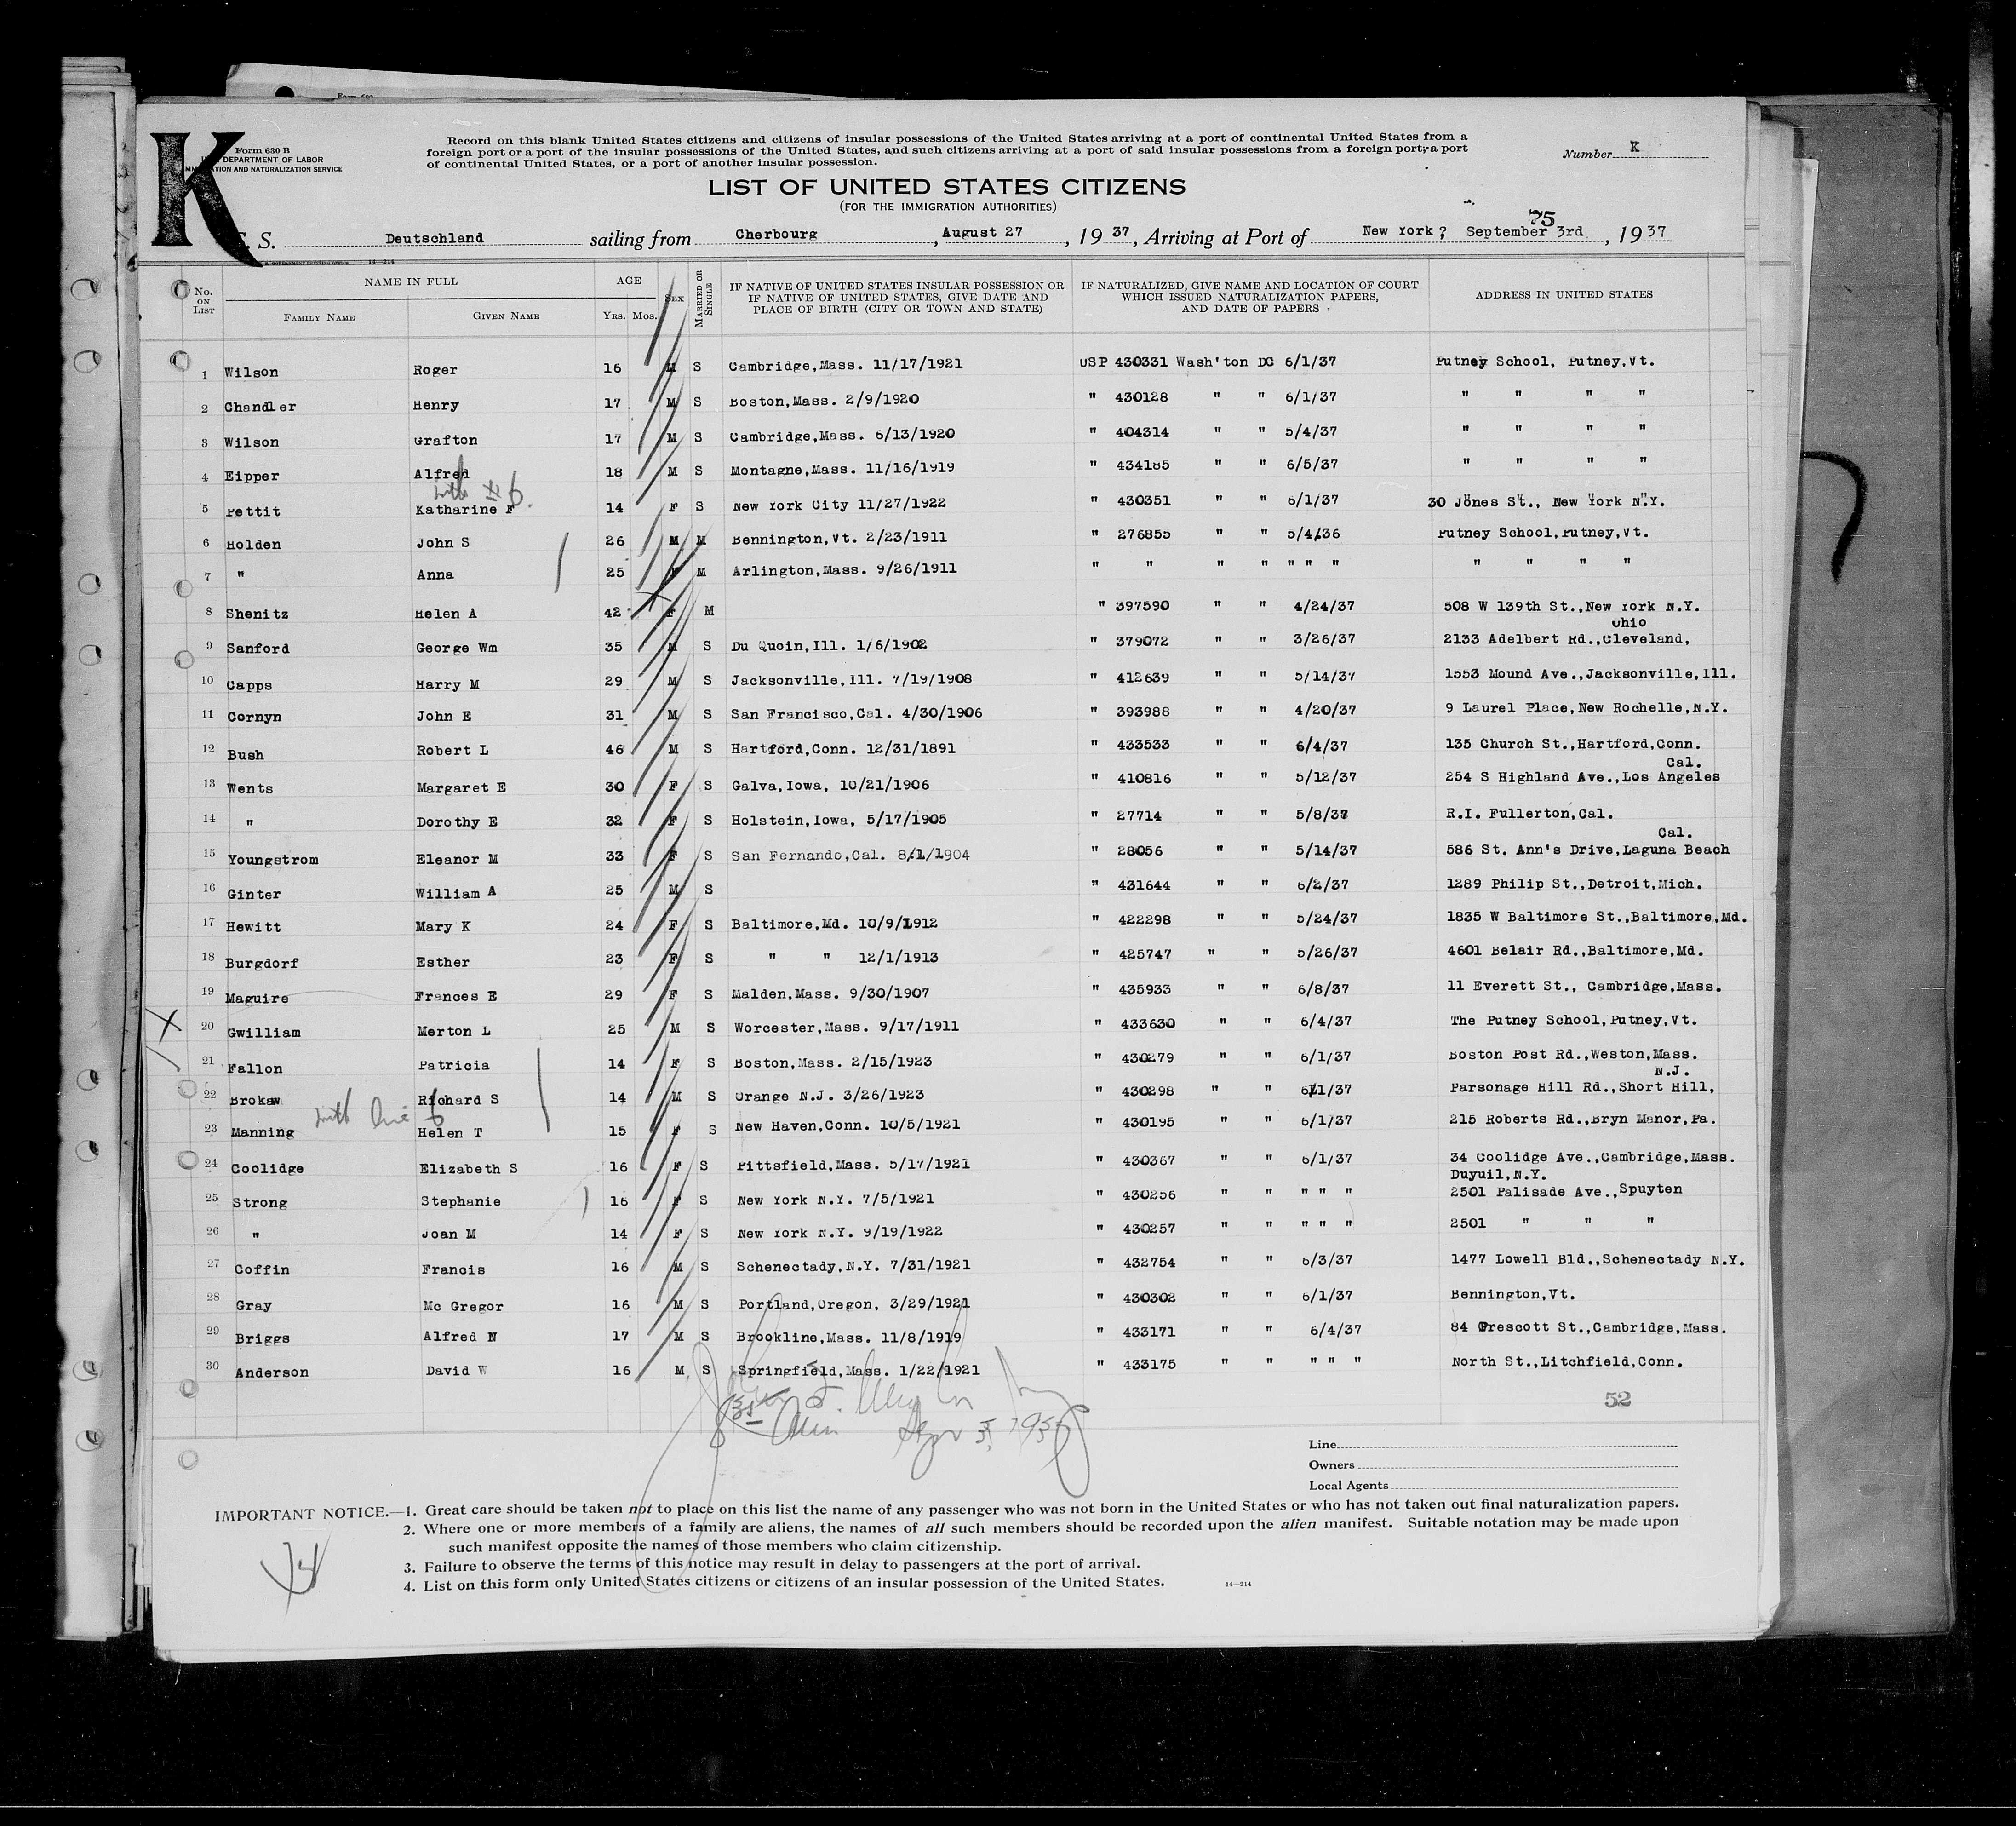 K
Form 630 B
DEPARTMENT OF LABOR
ATION AND NATURALIZATION SERVICE
Record on this blank United States citizens and citizens of insular possessions of the United States arriving at a port of continental United States from a
foreign port or a port of the insular possessions of the United States, and such citizens arriving at a port of said insular possessions from a foreign port, a port
of continental United States, or a port of another insular possession.
Number K
LIST OF UNITED STATES CITIZENS
(FOR THE IMMIGRATION AUTHORITIES)
75
S. S. Deutschland sailing from Cherbourg, August 27, 1937, Arriving at Port of New York, September 3rd, 1937
No. ON LIST NAME IN FULL FAMILY NAME GIVEN NAME AGE YRS. MOS. SEX MARRIED OR SINGLE IF NATIVE OF UNITED STATES INSULAR POSSESSION OR IF NATIVE OF UNITED STATES, GIVE DATE AND PLACE OF BIRTH (CITY OR TOWN AND STATE) IF NATURALIZED, GIVE NAME AND LOCATION OF COURT WHICH ISSUED NATURALIZATION PAPERS, AND DATE OF PAPERS ADDRESS IN UNITED STATES
1 Wilson Roger 16 M S Cambridge,Mass. 11/17/1921 USP 430331 Wash'ton DC 6/1/37 Putney School, Putney,Vt.
2 Chandler Henry 17 M S Boston,Mass. 2/9/1920 " 430128 " " 6/1/37 " " " "
3 Wilson Grafton 17 M S Cambridge,Mass. 6/13/1920 " 404314 " " 5/4/37 " " " "
4 Eipper Alfred 18 M S Montagne,Mass. 11/16/1919 " 434185 " " 6/5/37 " " " "
with # 6.
5 Pettit Katharine F 14 F S New York City 11/27/1922 " 430351 " " 6/1/37 30 Jones St., New York N.Y.
6 Holden John S 26 M M Bennington,Vt. 2/23/1911 " 276855 " " 5/4/36 Putney School,Putney,Vt.
7 " Anna 25 F M Arlington,Mass. 9/26/1911 " " " " " " " " " " "
8 Shenitz Helen A 42 F M " 397590 " " 4/24/37 508 W 139th St.,New York N.Y.
9 Sanford George Wm 35 M S Du Quoin,Ill. 1/6/1902 " 379072 " " 3/26/37 2133 Adelbert Rd.,Cleveland, Ohio
10 Capps Harry M 29 M S Jacksonville,Ill. 7/19/1908 " 412639 " " 5/14/37 1553 Mound Ave.,Jacksonville,Ill.
11 Cornyn John E 31 M S San Francisco,Cal. 4/30/1906 " 393988 " " 4/20/37 9 Laurel Place,New Rochelle,N.Y.
12 Bush Robert L 46 M S Hartford,Conn. 12/31/1891 " 433533 " " 6/4/37 135 Church St.,Hartford,Conn.
13 Wents Margaret E 30 F S Galva,Iowa, 10/21/1906 " 410816 " " 5/12/37 254 S Highland Ave.,Los Angeles Cal.
14 " Dorothy E 32 F S Holstein,Iowa, 5/17/1905 " 27714 " " 5/8/37 R.I. Fullerton,Cal.
15 Youngstrom Eleanor M 33 F S San Fernando,Cal. 8/1/1904 " 28056 " " 5/14/37 586 St. Ann's Drive,Laguna Beach Cal.
16 Ginter William A 25 M S " 431644 " " 6/2/37 1289 Philip St.,Detroit,Mich.
17 Hewitt Mary K 24 F S Baltimore,Md. 10/9/1912 " 422298 " " 5/24/37 1835 W Baltimore St.,Baltimore,Md.
18 Burgdorf Esther 23 F S " " 12/1/1913 " 425747 " " 5/26/37 4601 Belair Rd.,Baltimore,Md.
19 Maguire Frances E 29 F S Malden,Mass. 9/30/1907 " 435933 " " 6/8/37 11 Everett St., Cambridge,Mass.
20 Gwilliam Merton L 25 M S Worcester,Mass. 9/17/1911 " 433630 " " 6/4/37 The Putney School,Putney,Vt.
21 Fallon Patricia 14 F S Boston,Mass. 2/15/1923 " 430279 " " 6/1/37 Boston Post Rd.,Weston,Mass.
22 Brokaw Richard S 14 M S Orange N.J. 3/26/1923 " 430298 " " 6/1/37 Parsonage Hill Rd.,Short Hill, N.J.
with line 6
23 Manning Helen T 15 F S New Haven,Conn. 10/5/1921 " 430195 " " 6/1/37 215 Roberts Rd.,Bryn Manor,Pa.
24 Coolidge Elizabeth S 16 F S Pittsfield,Mass. 5/17/1921 " 430367 " " 6/1/37 34 Coolidge Ave.,Cambridge,Mass.
25 Strong Stephanie 16 F S New York N.Y. 7/5/1921 " 430256 " " " " " 2501 Palisade Ave.,Spuyten Duyuil,N.Y.
26 " Joan M 14 F S New York N.Y. 9/19/1922 " 430257 " " " " " 2501 " " "
27 Coffin Francis 16 M S Schenectady,N.Y. 7/31/1921 " 432754 " " 6/3/37 1477 Lowell Bld.,Schenectady N.Y.
28 Gray Mc Gregor 16 M S Portland,Oregon, 3/29/1921 " 430302 " " 6/1/37 Bennington,Vt.
29 Briggs Alfred N 17 M S Brookline,Mass. 11/8/1919 " 433171 " " 6/4/37 84 Prescott St.,Cambridge,Mass.
30 Anderson David W 16 M S Springfield,Mass. 1/22/1921 " 433175 " " " " " North St.,Litchfield,Conn.
52
Line
Owners
Local Agents
IMPORTANT NOTICE.—1. Great care should be taken not to place on this list the name of any passenger who was not born in the United States or who has not taken out final naturalization papers.
2. Where one or more members of a family are aliens, the names of all such members should be recorded upon the alien manifest. Suitable notation may be made upon
such manifest opposite the names of those members who claim citizenship.
3. Failure to observe the terms of this notice may result in delay to passengers at the port of arrival.
4. List on this form only United States citizens or citizens of an insular possession of the United States.
14—214